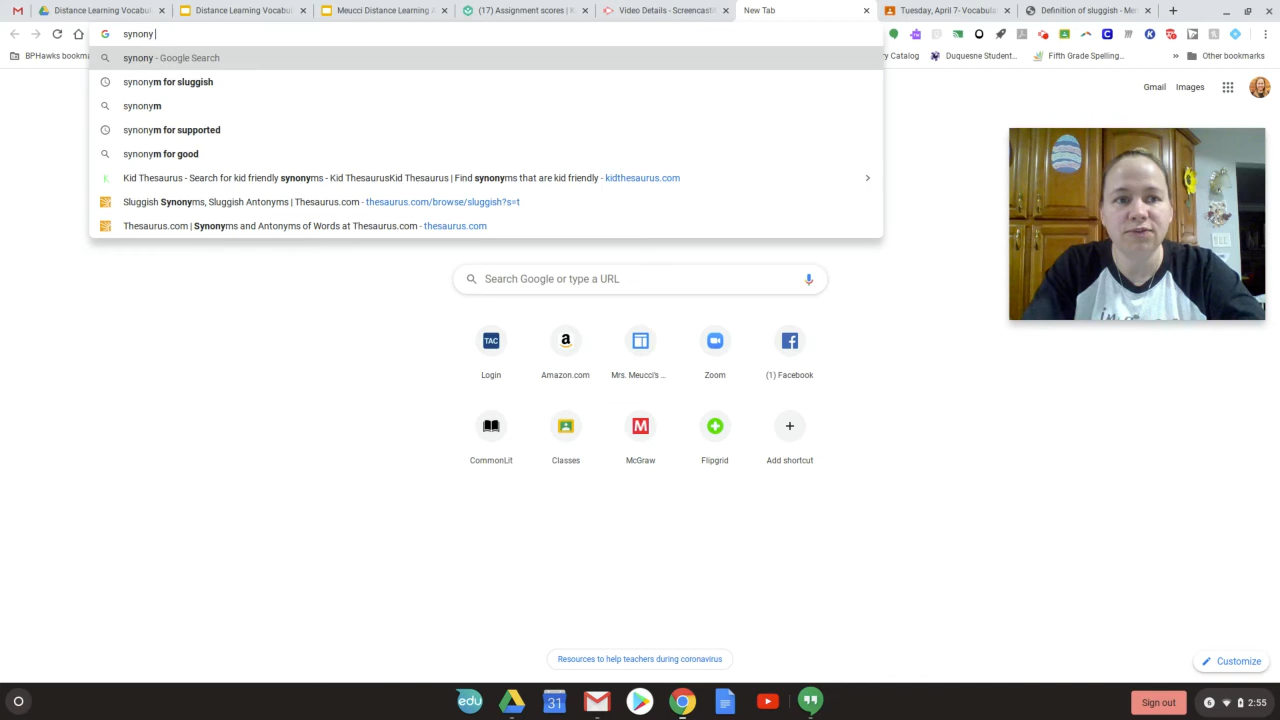 Distance Learning Vocabul
Distance Learning Vocabul
Meucci Distance Learning A
(17) Assignment scores | K
Video Details - Screencasti
New Tab
Tuesday, April 7- Vocabula
Definition of sluggish - Mer
synony
BPHawks bookma
ry Catalog
Duquesne Student...
Fifth Grade Spelling...
Other bookmarks
synony - Google Search
synonym for sluggish
synonym
synonym for supported
synonym for good
Kid Thesaurus - Search for kid friendly synonyms - Kid ThesaurusKid Thesaurus | Find synonyms that are kid friendly - kidthesaurus.com
Sluggish Synonyms, Sluggish Antonyms | Thesaurus.com - thesaurus.com/browse/sluggish?s=t
Thesaurus.com | Synonyms and Antonyms of Words at Thesaurus.com - thesaurus.com
Gmail Images
Search Google or type a URL
TAC
Login
Amazon.com
Mrs. Meucci's ...
Zoom
(1) Facebook
CommonLit
Classes
McGraw
Flipgrid
Add shortcut
Resources to help teachers during coronavirus
Customize
edu
31
Sign out
6
2:55